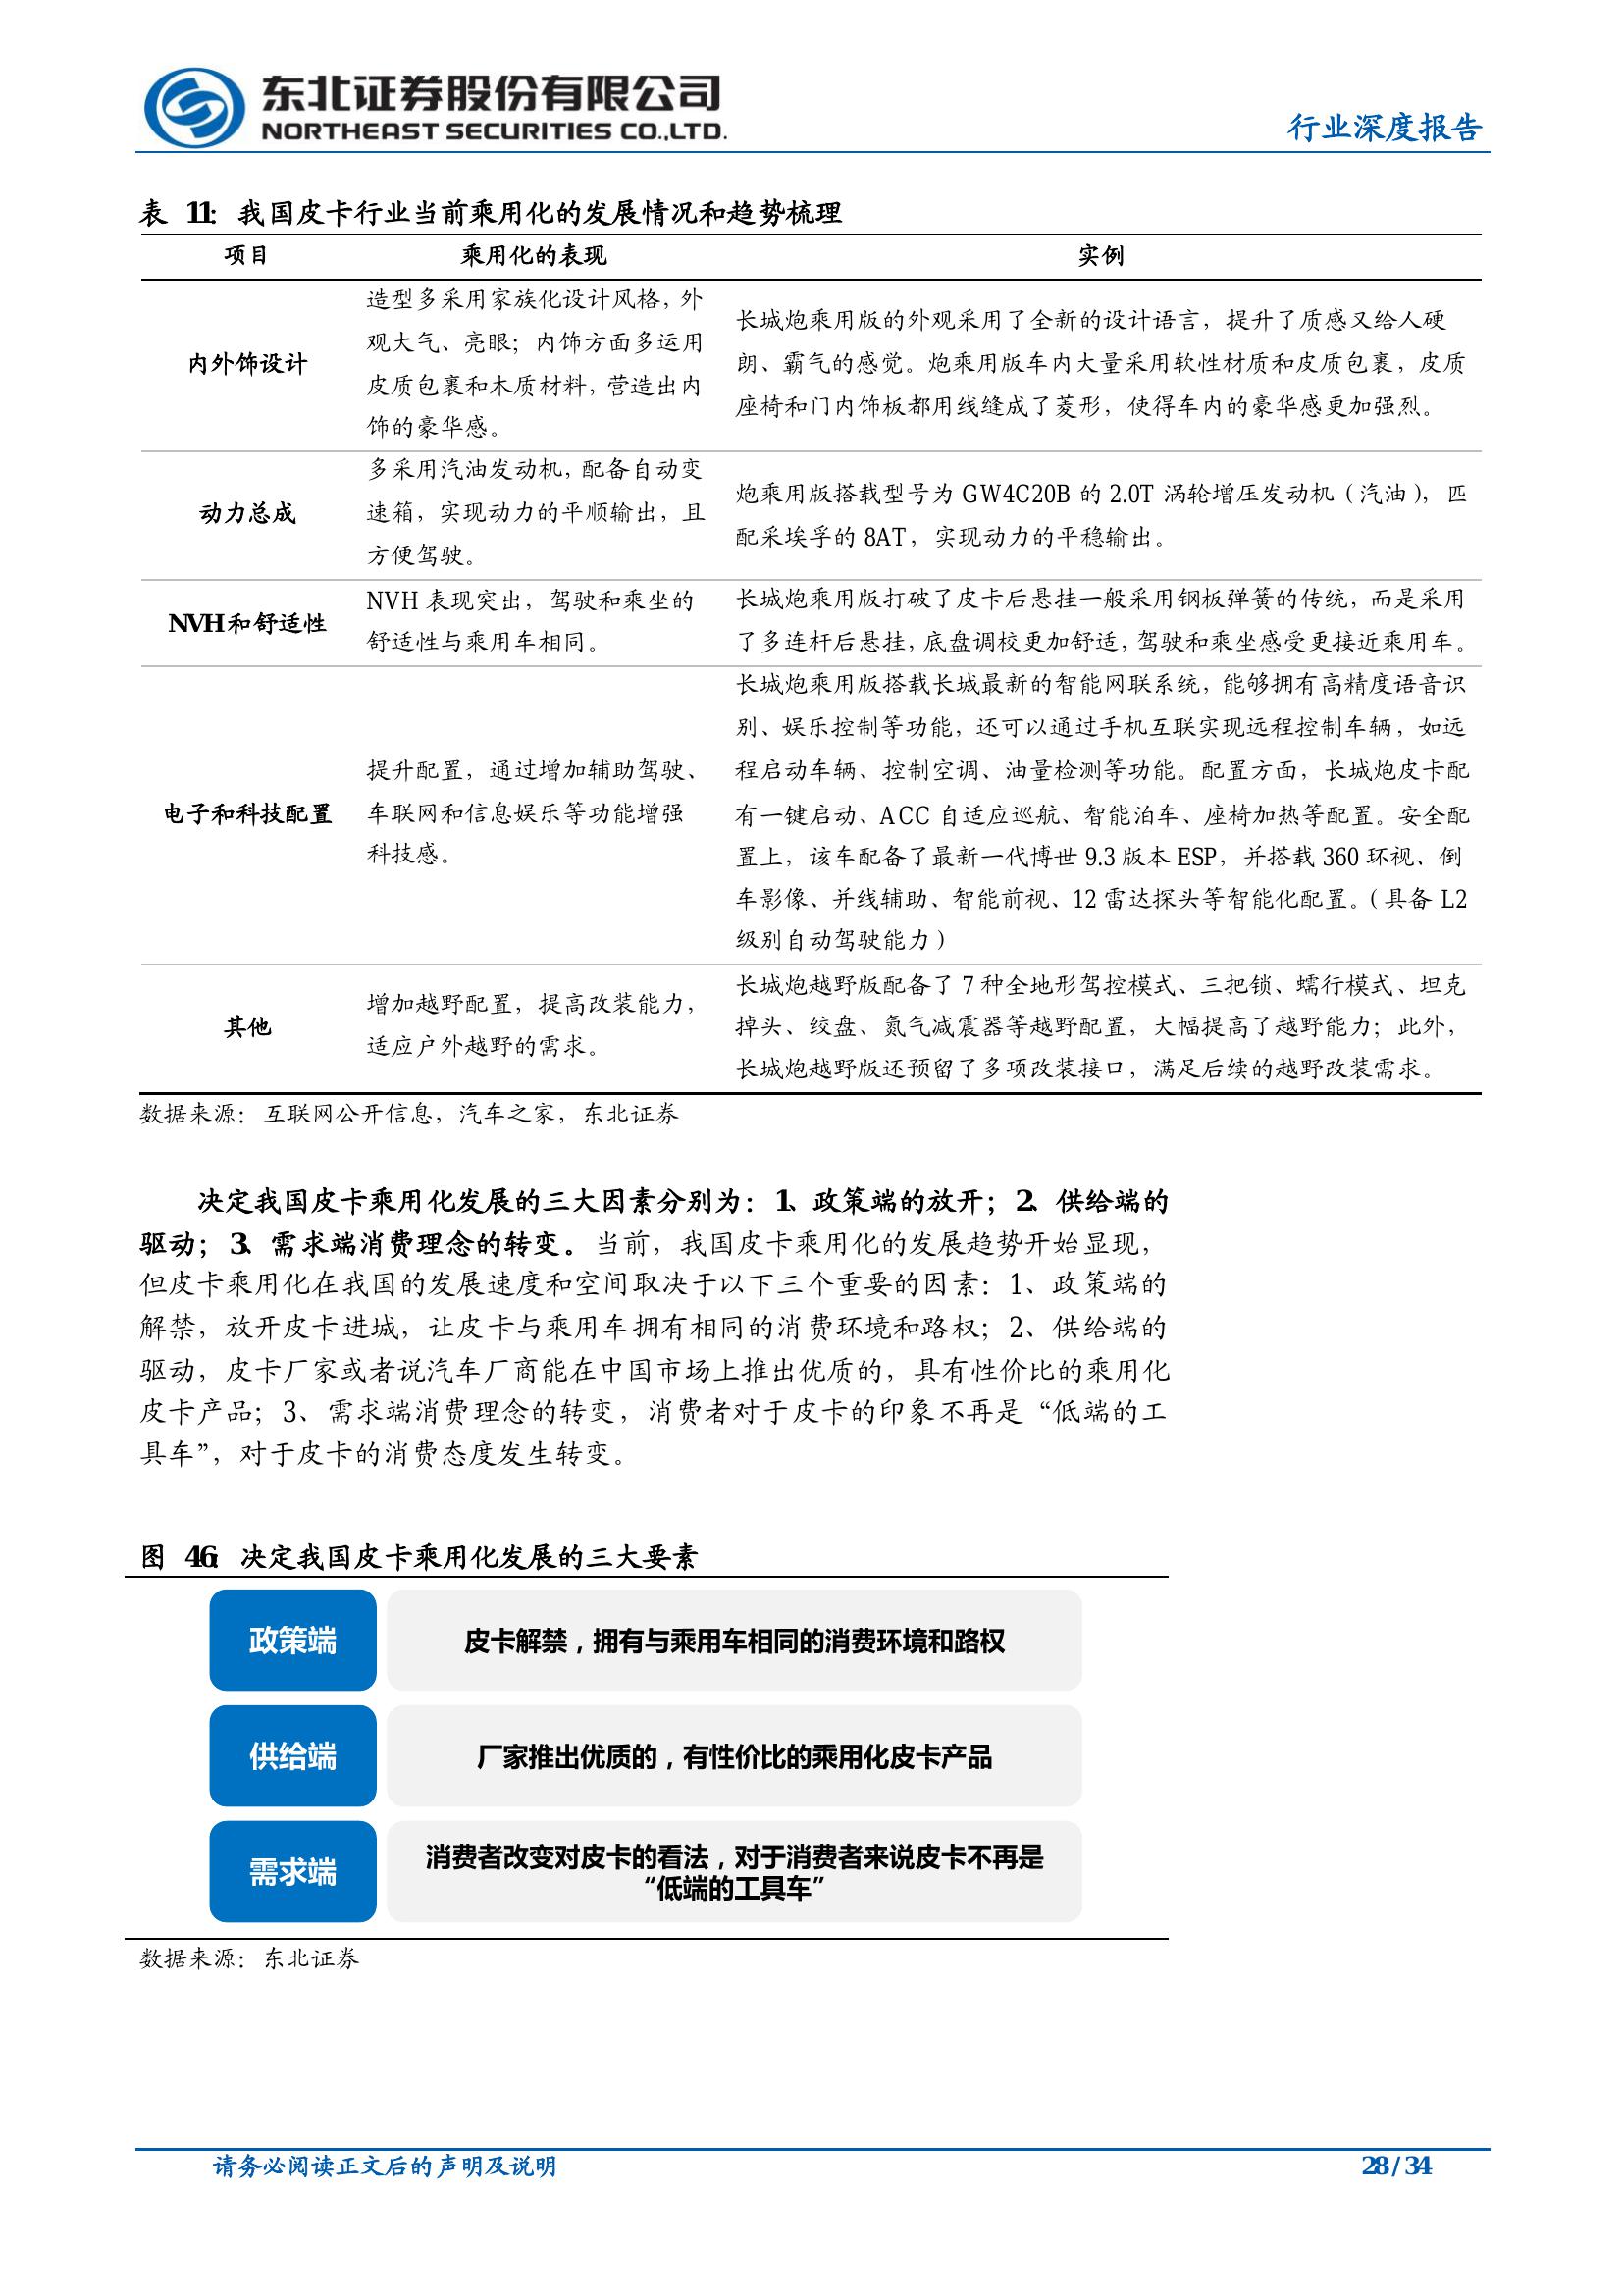 东北证券股份有限公司
NORTHEAST SECURITIES CO.,LTD.
行业深度报告
表 11: 我国皮卡行业当前乘用化的发展情况和趋势梳理
项目 乘用化的表现 实例
内外饰设计
造型多采用家族化设计风格，外
观大气、亮眼；内饰方面多运用
皮质包裹和木质材料，营造出内
饰的豪华感。
长城炮乘用版的外观采用了全新的设计语言，提升了质感又给人硬
朗、霸气的感觉。炮乘用版车内大量采用软性材质和皮质包裹，皮质
座椅和门内饰板都用线缝成了菱形，使得车内的豪华感更加强烈。
动力总成
多采用汽油发动机，配备自动变
速箱，实现动力的平顺输出，且
方便驾驶。
炮乘用版搭载型号为 GW4C20B 的 2.0T 涡轮增压发动机（汽油），匹
配采埃孚的 8AT，实现动力的平稳输出。
NVH 和舒适性
NVH 表现突出，驾驶和乘坐的
舒适性与乘用车相同。
长城炮乘用版打破了皮卡后悬挂一般采用钢板弹簧的传统，而是采用
了多连杆后悬挂，底盘调校更加舒适，驾驶和乘坐感受更接近乘用车。
电子和科技配置
提升配置，通过增加辅助驾驶、
车联网和信息娱乐等功能增强
科技感。
长城炮乘用版搭载长城最新的智能网联系统，能够拥有高精度语音识
别、娱乐控制等功能，还可以通过手机互联实现远程控制车辆，如远
程启动车辆、控制空调、油量检测等功能。配置方面，长城炮皮卡配
有一键启动、ACC 自适应巡航、智能泊车、座椅加热等配置。安全配
置上，该车配备了最新一代博世 9.3 版本 ESP，并搭载 360 环视、倒
车影像、并线辅助、智能前视、12 雷达探头等智能化配置。（具备 L2
级别自动驾驶能力）
其他
增加越野配置，提高改装能力，
适应户外越野的需求。
长城炮越野版配备了 7 种全地形驾控模式、三把锁、蠕行模式、坦克
掉头、绞盘、氮气减震器等越野配置，大幅提高了越野能力；此外，
长城炮越野版还预留了多项改装接口，满足后续的越野改装需求。
数据来源：互联网公开信息，汽车之家，东北证券
决定我国皮卡乘用化发展的三大因素分别为：1、政策端的放开；2、供给端的
驱动；3、需求端消费理念的转变。当前，我国皮卡乘用化的发展趋势开始显现，
但皮卡乘用化在我国的发展速度和空间取决于以下三个重要的因素：1、政策端的
解禁，放开皮卡进城，让皮卡与乘用车拥有相同的消费环境和路权；2、供给端的
驱动，皮卡厂家或者说汽车厂商能在中国市场上推出优质的，具有性价比的乘用化
皮卡产品；3、需求端消费理念的转变，消费者对于皮卡的印象不再是“低端的工
具车”，对于皮卡的消费态度发生转变。
图 46: 决定我国皮卡乘用化发展的三大要素
政策端 皮卡解禁，拥有与乘用车相同的消费环境和路权
供给端 厂家推出优质的，有性价比的乘用化皮卡产品
需求端
消费者改变对皮卡的看法，对于消费者来说皮卡不再是
“低端的工具车”
数据来源：东北证券
请务必阅读正文后的声明及说明 28 / 34